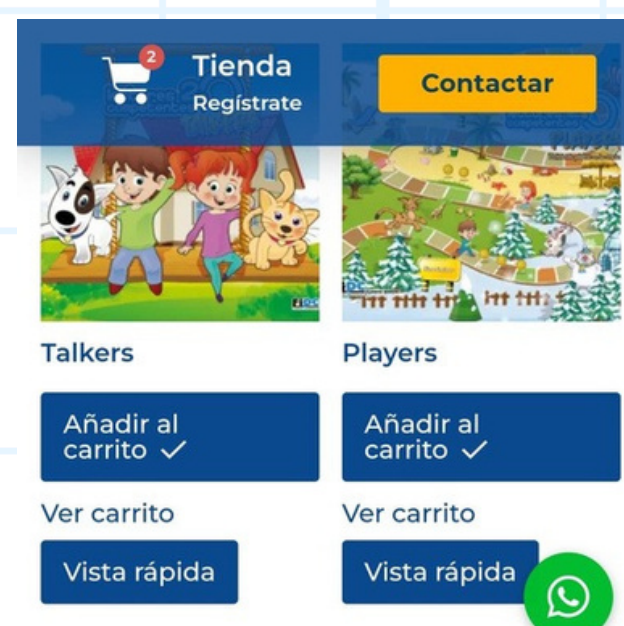 2
Tienda
Regístrate
Contactar
PLAYERS
Talkers
Players
Añadir al
carrito ✓
Añadir al
carrito ✓
Ver carrito
Ver carrito
Vista rápida
Vista rápida